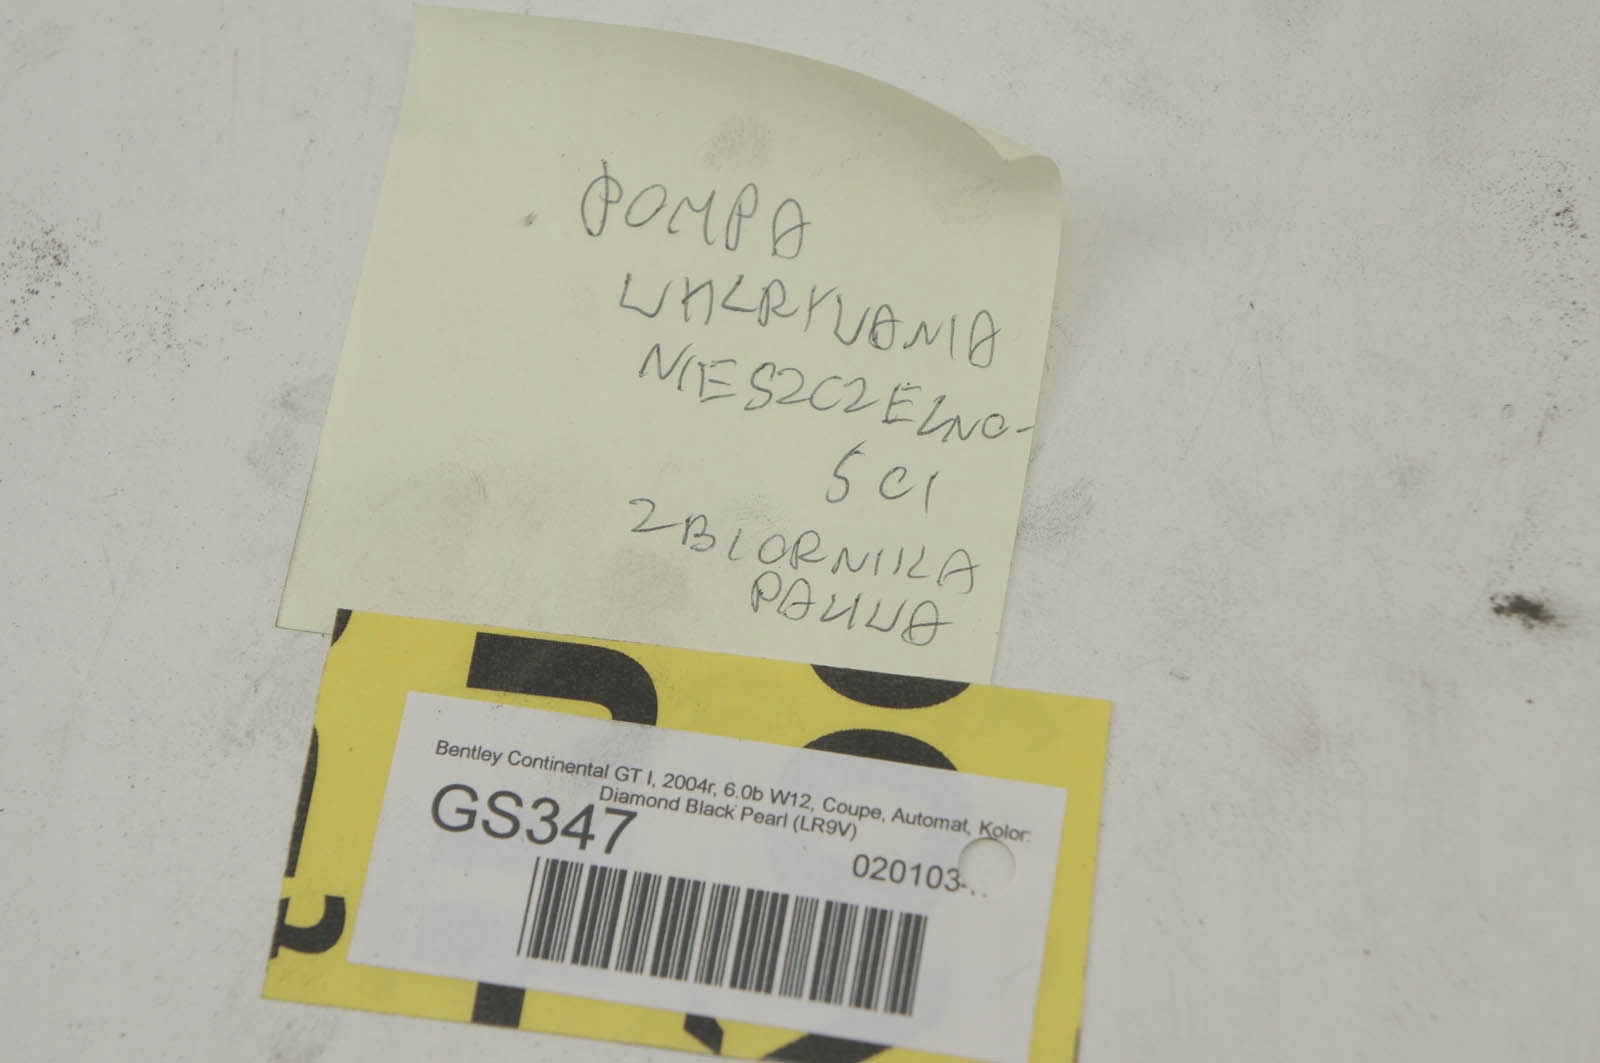 POMPA
WYKRYWANIA
NIESZCZELNO-
ŚCI
ZBIORNIKA
PALIWA
Bentley Continental GT I, 2004r, 6.0b W12, Coupe, Automat, Kolor:
Diamond Black Pearl (LR9V)
GS347
020103-